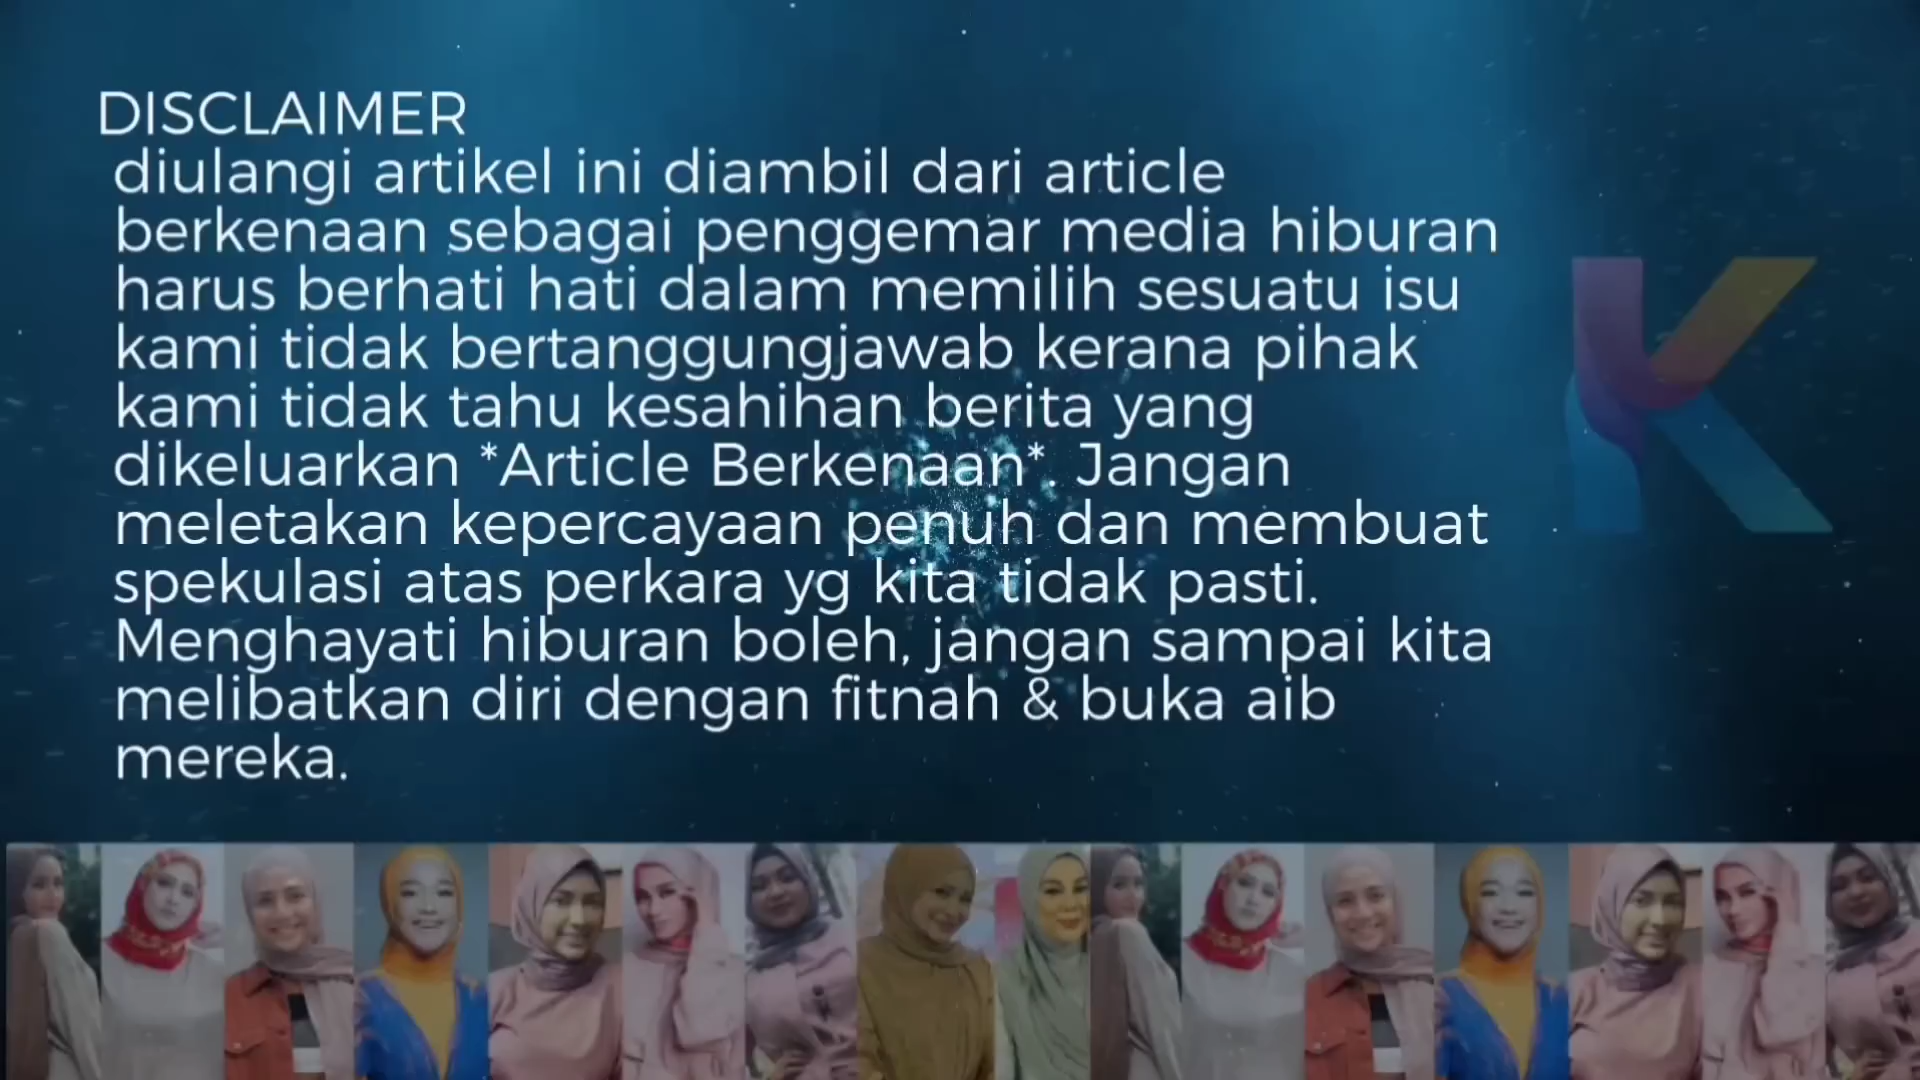 DISCLAIMER
diulangi artikel ini diambil dari article
berkenaan sebagai penggemar media hiburan
harus berhati hati dalam memilih sesuatu isu
kami tidak bertanggungjawab kerana pihak
kami tidak tahu kesahihan berita yang
dikeluarkan *Article Berkenaan*. Jangan
meletakan kepercayaan penuh dan membuat
spekulasi atas perkara yg kita tidak pasti.
Menghayati hiburan boleh, jangan sampai kita
melibatkan diri dengan fitnah & buka aib
mereka.
K